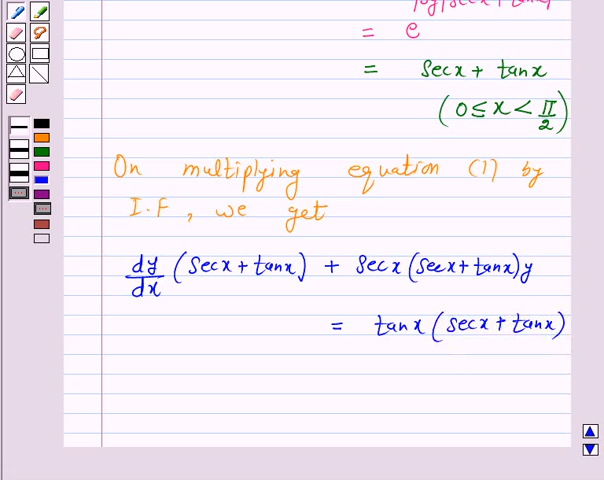 = e
= secx + tanx
(0 ≤ x < π/2)
On multiplying equation (1) by
I.F, we get
dy/dx (secx + tanx) + secx (secx + tanx)y
= tanx (secx + tanx)